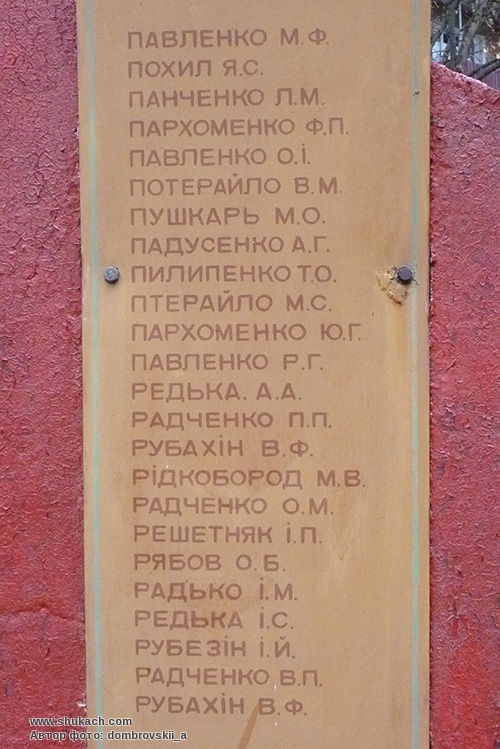 ПАВЛЕНКО М.Ф.
ПОХИЛ Я.С.
ПАНЧЕНКО Л.М.
ПАРХОМЕНКО Ф.П.
ПАВЛЕНКО О.І.
ПОТЕРАЙЛО В.М.
ПУШКАРЬ М.О.
ПАДУСЕНКО А.Г.
ПИЛИПЕНКО Т.О.
ПТЕРАЙЛО М.С.
ПАРХОМЕНКО Ю.Г.
ПАВЛЕНКО Р.Г.
РЕДЬКА. А.А.
РАДЧЕНКО П.П.
РУБАХІН В.Ф.
РІДКОБОРОД М.В.
РАДЧЕНКО О.М.
РЕШЕТНЯК І.П.
РЯБОВ О.Б.
РАДЬКО І.М.
РЕДЬКА І.С.
РУБЕЗІН І.Й.
РАДЧЕНКО В.П.
РУБАХІН В.Ф.
www.shukach.com
Автор фото: dombrovskii_a